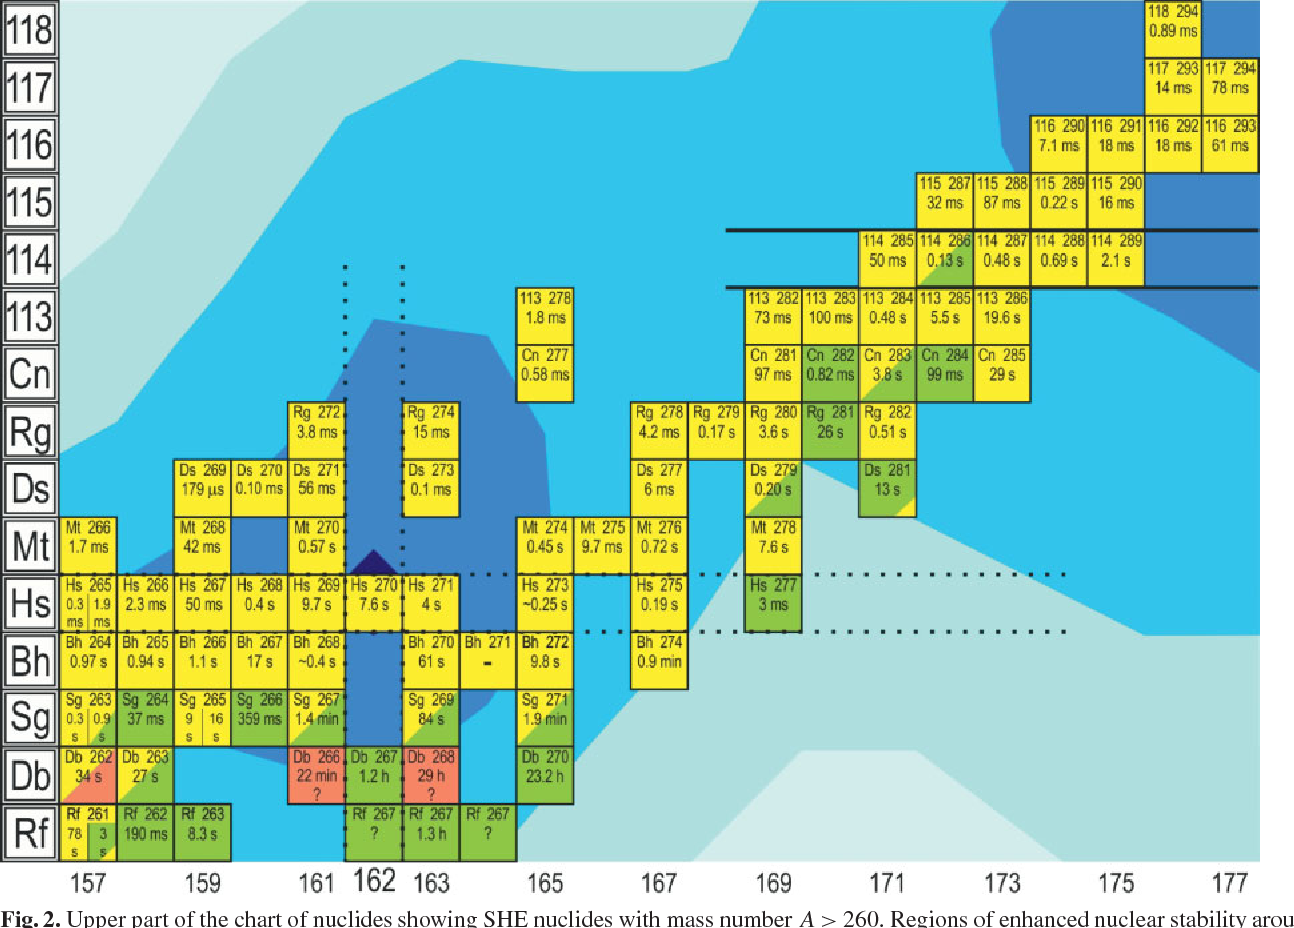 118 118 294
0.89 ms
117 117 293 117 294
14 ms 78 ms
116 116 290 116 291 116 292 116 293
7.1 ms 18 ms 18 ms 61 ms
115 115 287 115 288 115 289 115 290
32 ms 87 ms 0.22 s 16 ms
114 114 285 114 286 114 287 114 288 114 289
50 ms 0.13 s 0.48 s 0.69 s 2.1 s
113 113 278 113 282 113 283 113 284 113 285 113 286
1.8 ms 73 ms 100 ms 0.48 s 5.5 s 19.6 s
Cn Cn 277 Cn 281 Cn 282 Cn 283 Cn 284 Cn 285
0.58 ms 97 ms 0.82 ms 3.8 s 99 ms 29 s
Rg Rg 272 Rg 274 Rg 278 Rg 279 Rg 280 Rg 281 Rg 282
3.8 ms 15 ms 4.2 ms 0.17 s 3.6 s 26 s 0.51 s
Ds Ds 269 Ds 270 Ds 271 Ds 273 Ds 277 Ds 279 Ds 281
179 µs 0.10 ms 56 ms 0.1 ms 6 ms 0.20 s 13 s
Mt Mt 266 Mt 268 Mt 270 Mt 274 Mt 275 Mt 276 Mt 278
1.7 ms 42 ms 0.57 s 0.45 s 9.7 ms 0.72 s 7.6 s
Hs Hs 265 Hs 266 Hs 267 Hs 268 Hs 269 Hs 270 Hs 271 Hs 273 Hs 275 Hs 277
0.3 1.9 2.3 ms 50 ms 0.4 s 9.7 s 7.6 s 4 s ~0.25 s 0.19 s 3 ms
ms ms
Bh Bh 264 Bh 265 Bh 266 Bh 267 Bh 268 Bh 270 Bh 271 Bh 272 Bh 274
0.97 s 0.94 s 1.1 s 17 s ~0.4 s 61 s – 9.8 s 0.9 min
Sg Sg 263 Sg 264 Sg 265 Sg 266 Sg 267 Sg 269 Sg 271
0.3 0.9 37 ms 9 16 359 ms 1.4 min 84 s 1.9 min
s s s s
Db Db 262 Db 263 Db 266 Db 267 Db 268 Db 270
34 s 27 s 22 min 1.2 h 29 h 23.2 h
? ?
Rf Rf 261 Rf 262 Rf 263 Rf 267 Rf 267 Rf 267
78 3 190 ms 8.3 s ? 1.3 h ?
s s
157 159 161 162 163 165 167 169 171 173 175 177
Fig. 2. Upper part of the chart of nuclides showing SHE nuclides with mass number A > 260. Regions of enhanced nuclear stability arou